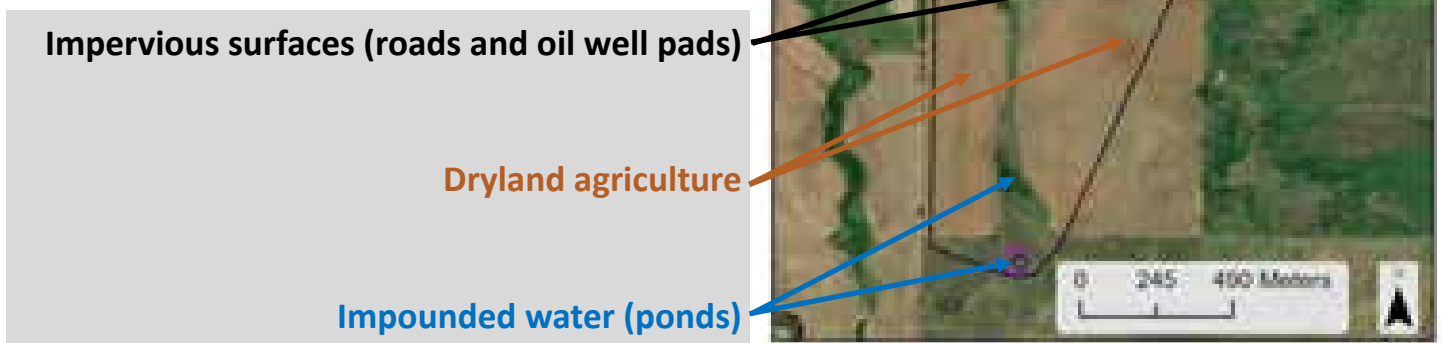 Impervious surfaces (roads and oil well pads)
Dryland agriculture
Impounded water (ponds)
0 245 490 Meters